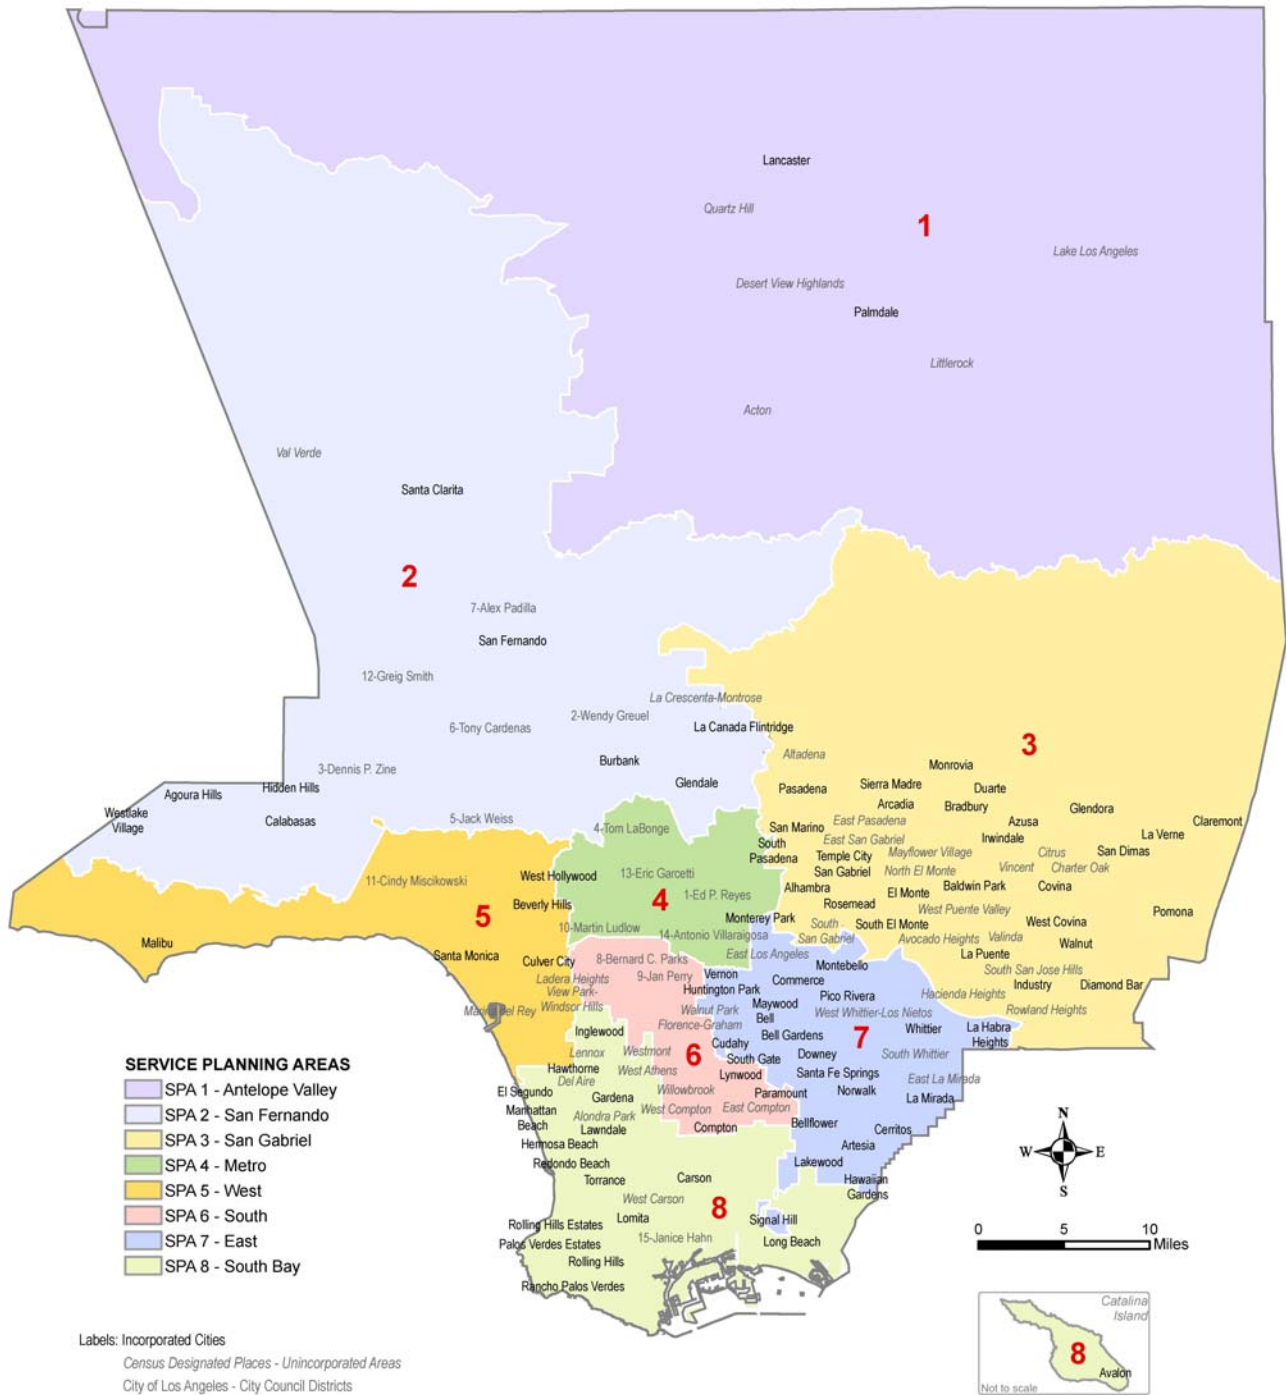 Lancaster
Quartz Hill
1
Lake Los Angeles
Desert View Highlands
Palmdale
Littlerock
Acton
Val Verde
Santa Clarita
2
7-Alex Padilla
San Fernando
12-Greig Smith
La Crescenta-Montrose
2-Wendy Greuel
6-Tony Cardenas
La Canada Flintridge
3
Altadena
Burbank
3-Dennis P. Zine
Monrovia
Glendale
Pasadena
Sierra Madre
Duarte
Agoura Hills
Hidden Hills
Arcadia
Bradbury
Glendora
Westlake
Village
Calabasas
5-Jack Weiss
4-Tom LaBonge
San Marino
East Pasadena
Azusa
Claremont
South
Pasadena
East San Gabriel
Irwindale
La Verne
Temple City
Mayflower Village
Citrus
San Dimas
11-Cindy Miscikowski
West Hollywood
13-Eric Garcetti
San Gabriel
North El Monte
Vincent
Charter Oak
Alhambra
El Monte
Baldwin Park
Covina
5
Beverly Hills
4
1-Ed P. Reyes
Rosemead
West Puente Valley
Pomona
10-Martin Ludlow
Monterey Park
South
San Gabriel
South El Monte
West Covina
14-Antonio Villaraigosa
Avocado Heights
Valinda
Walnut
Malibu
Santa Monica
Culver City
8-Bernard C. Parks
East Los Angeles
La Puente
Montebello
South San Jose Hills
Ladera Heights
9-Jan Perry
Vernon
Commerce
Industry
Diamond Bar
View Park-
Windsor Hills
Huntington Park
Pico Rivera
Hacienda Heights
Marina del Rey
Walnut Park
Maywood
West Whittier-Los Nietos
Rowland Heights
Inglewood
Florence-Graham
Bell
Bell Gardens
7
Whittier
La Habra
Heights
Lennox
Westmont
6
Cudahy
South Gate
Downey
South Whittier
Hawthorne
West Athens
Lynwood
Santa Fe Springs
Del Aire
East La Mirada
El Segundo
Gardena
Willowbrook
Paramount
Norwalk
La Mirada
Manhattan
Beach
Alondra Park
West Compton
East Compton
Lawndale
Compton
Bellflower
Cerritos
Hermosa Beach
Artesia
Redondo Beach
Lakewood
Torrance
Carson
Hawaiian
Gardens
West Carson
8
Rolling Hills Estates
Lomita
Signal Hill
Palos Verdes Estates
15-Janice Hahn
Long Beach
Rolling Hills
Rancho Palos Verdes
SERVICE PLANNING AREAS
SPA 1 - Antelope Valley
SPA 2 - San Fernando
SPA 3 - San Gabriel
SPA 4 - Metro
SPA 5 - West
SPA 6 - South
SPA 7 - East
SPA 8 - South Bay
N
W E
S
0 5 10
Miles
Catalina
Island
8
Avalon
Not to scale
Labels: Incorporated Cities
Census Designated Places - Unincorporated Areas
City of Los Angeles - City Council Districts